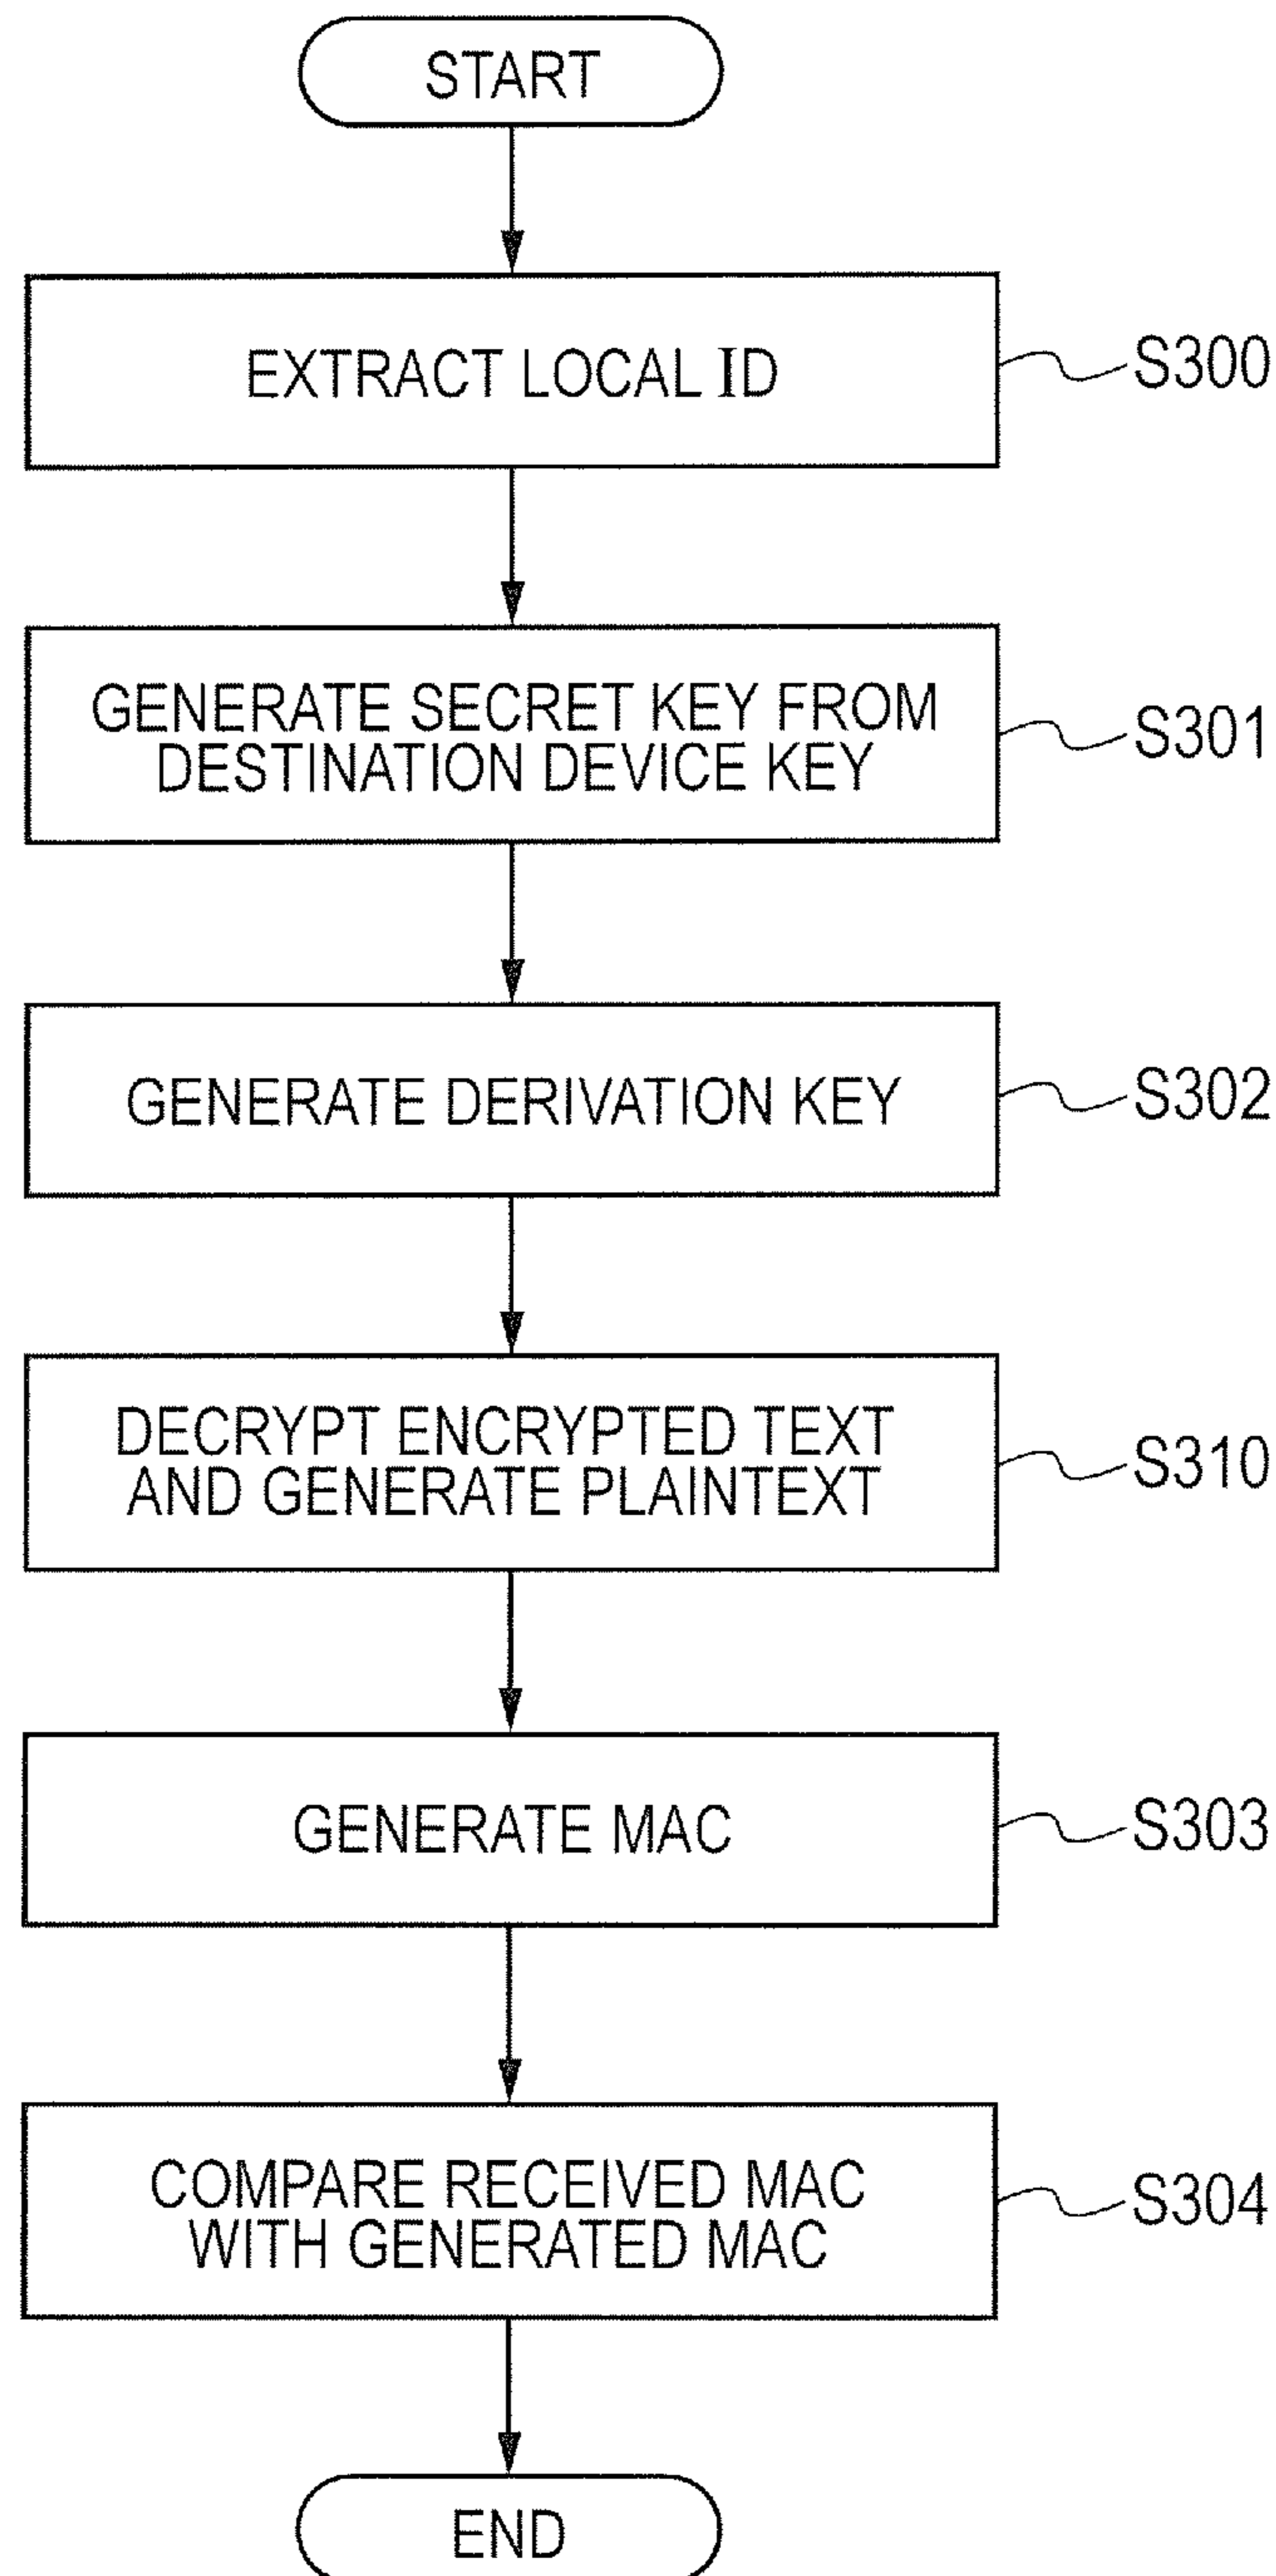 START
EXTRACT LOCAL ID
S300
GENERATE SECRET KEY FROM
DESTINATION DEVICE KEY
S301
GENERATE DERIVATION KEY
S302
DECRYPT ENCRYPTED TEXT
AND GENERATE PLAINTEXT
S310
GENERATE MAC
S303
COMPARE RECEIVED MAC
WITH GENERATED MAC
S304
END